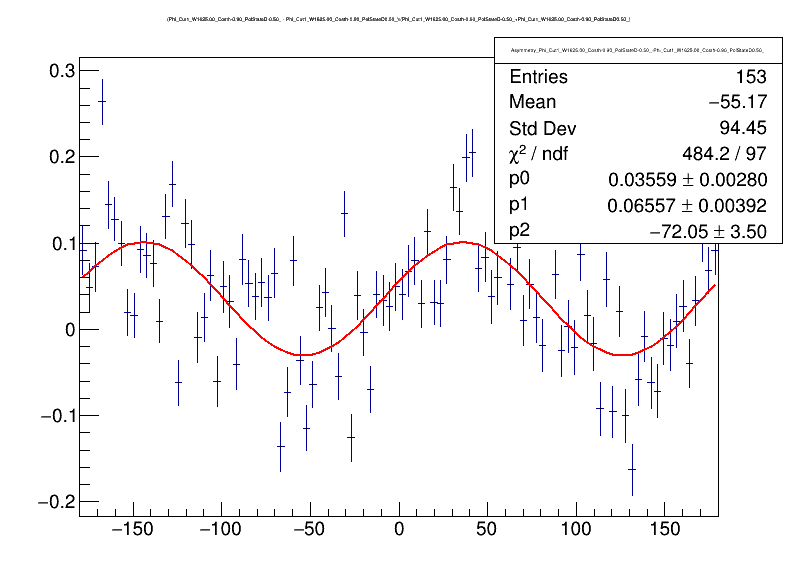 Entries 153
Mean −55.17
Std Dev 94.45
χ² / ndf 484.2 / 97
p0 0.03559 ± 0.00280
p1 0.06557 ± 0.00392
p2 −72.05 ± 3.50
0.3
0.2
0.1
0
−0.1
−0.2
−150 −100 −50 0 50 100 150